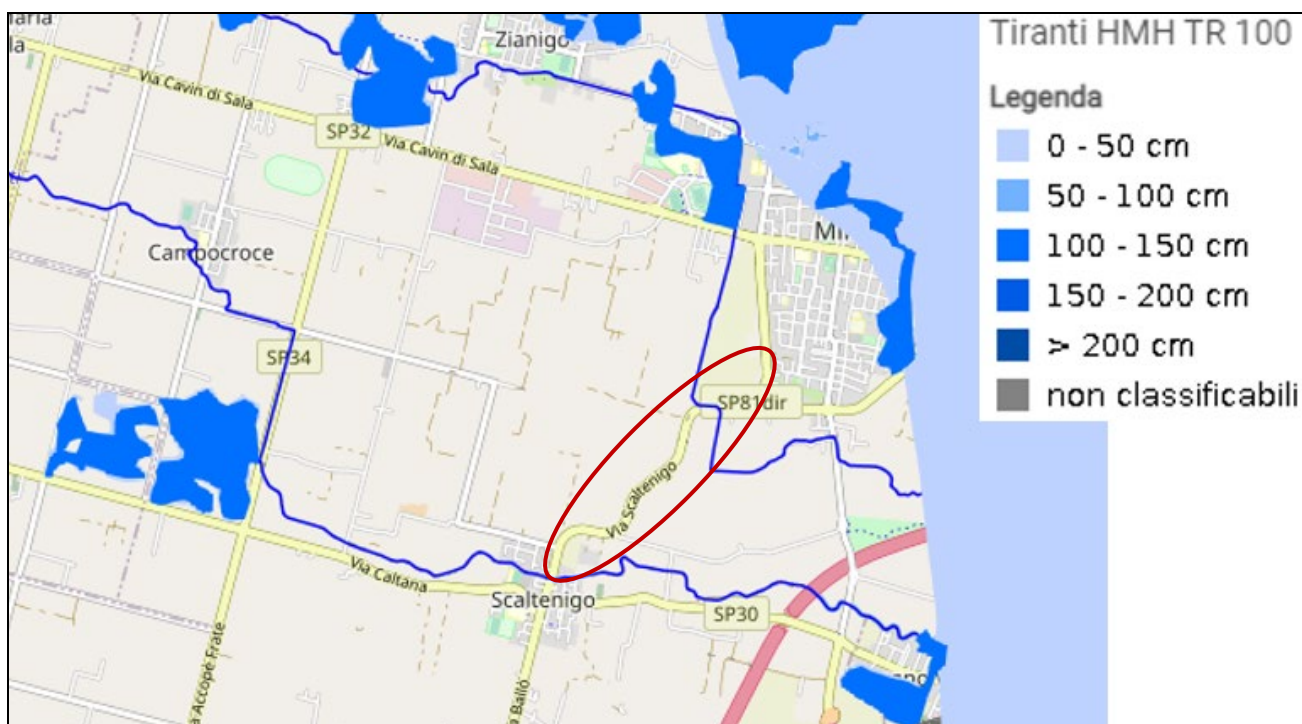 Tiranti HMH TR 100
Legenda
0 - 50 cm
50 - 100 cm
100 - 150 cm
150 - 200 cm
> 200 cm
non classificabili
Zianigo
Via Cavin di Sala
SP32
Via Cavin di Sala
Campocroce
SP34
SP81dir
Via Scaltenigo
Via Caltana
Scaltenigo
SP30
Accopè Frate
Ballò